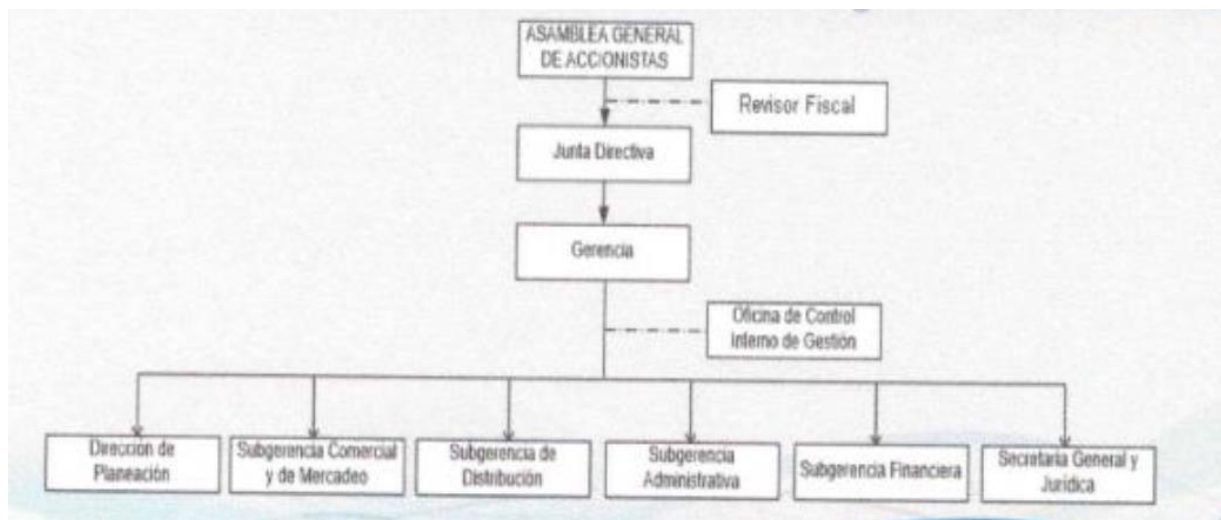 ASAMBLEA GENERAL
DE ACCIONISTAS
Revisor Fiscal
Junta Directiva
Gerencia
Oficina de Control
Interno de Gestión
Dirección de
Planeación
Subgerencia Comercial
y de Mercadeo
Subgerencia de
Distribución
Subgerencia
Administrativa
Subgerencia Financiera
Secretaria General y
Jurídica